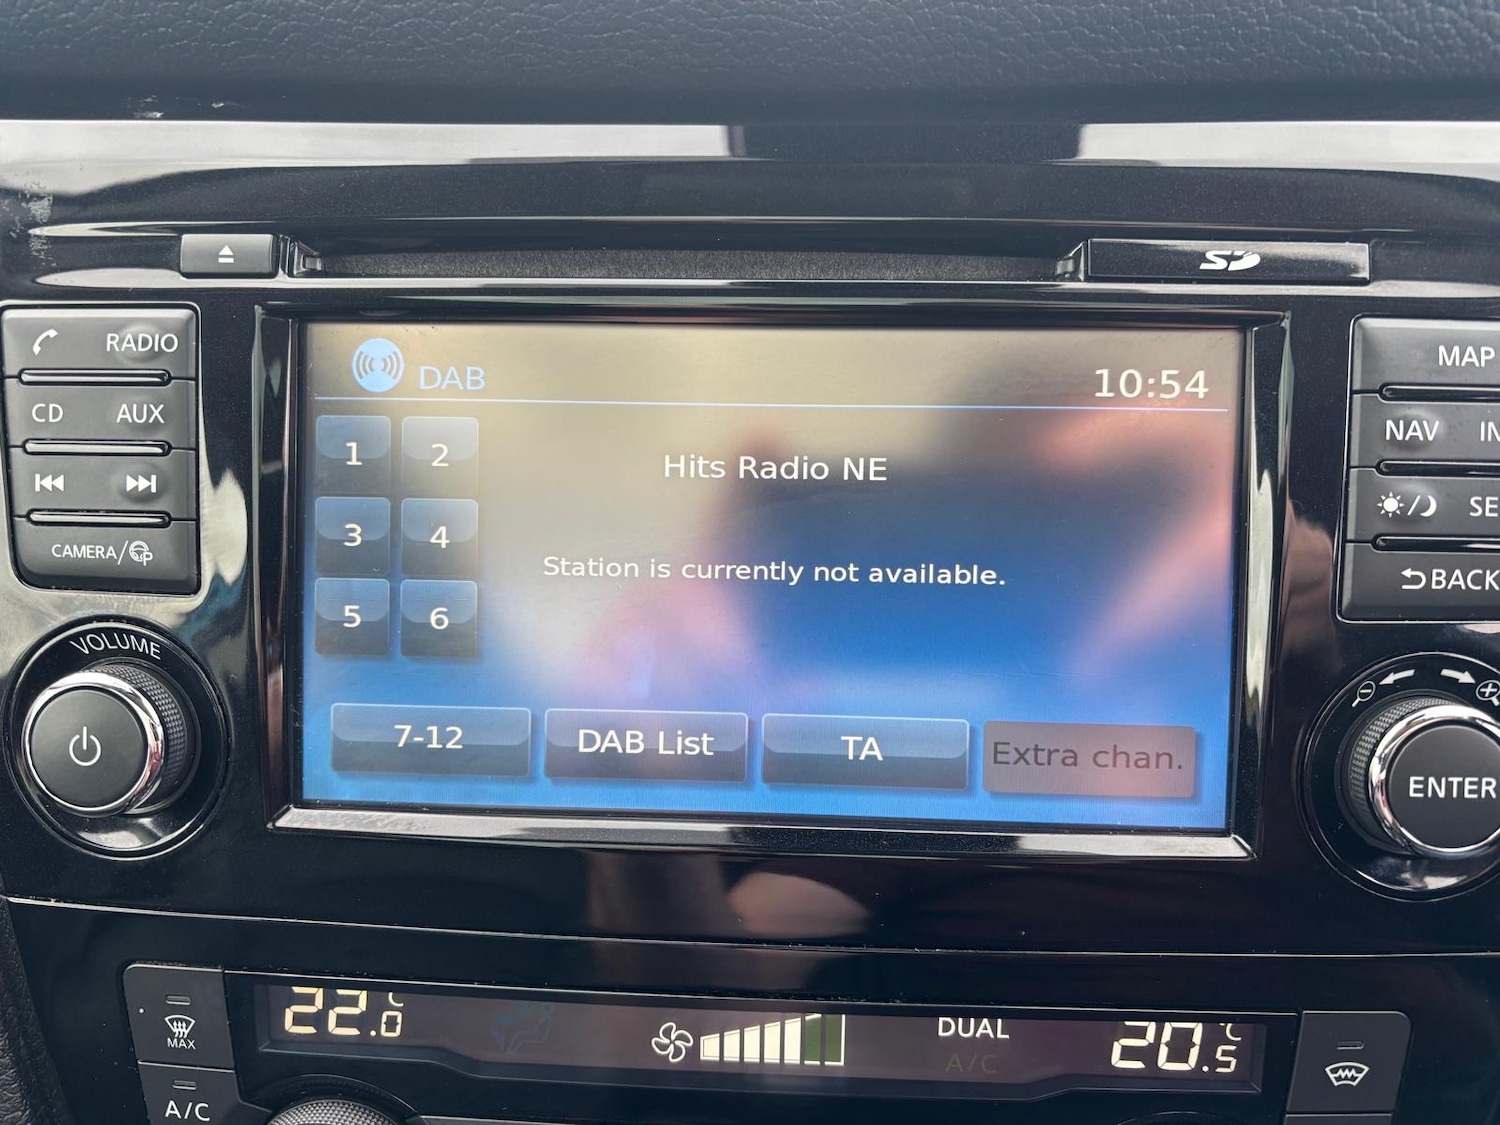 SD
RADIO
CD AUX
CAMERA/
VOLUME
DAB
10:54
1 2
3 4
5 6
Hits Radio NE
Station is currently not available.
7-12
DAB List
TA
Extra chan.
MAP
NAV
BACK
ENTER
MAX
A/C
22.0 °C
DUAL
A/C
20.5 °C